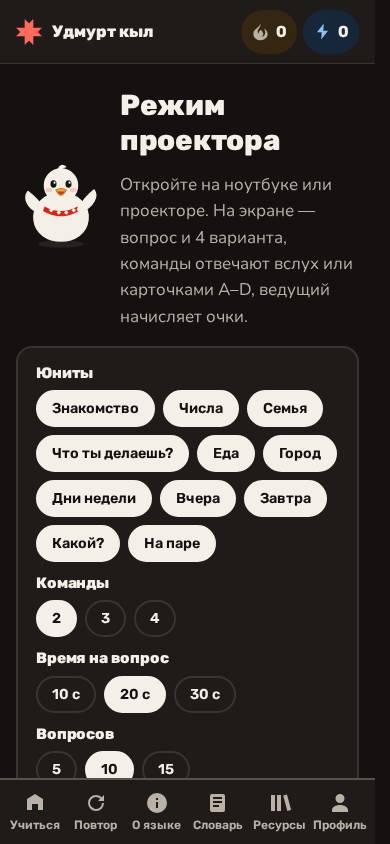 Удмурт кыл
0
0
Режим
проектора
Откройте на ноутбуке или
проекторе. На экране —
вопрос и 4 варианта,
команды отвечают вслух или
карточками A–D, ведущий
начисляет очки.
Юниты
Знакомство Числа Семья
Что ты делаешь? Еда Город
Дни недели Вчера Завтра
Какой? На паре
Команды
2 3 4
Время на вопрос
10 с 20 с 30 с
Вопросов
5 10 15
Учиться Повтор О языке Словарь Ресурсы Профиль